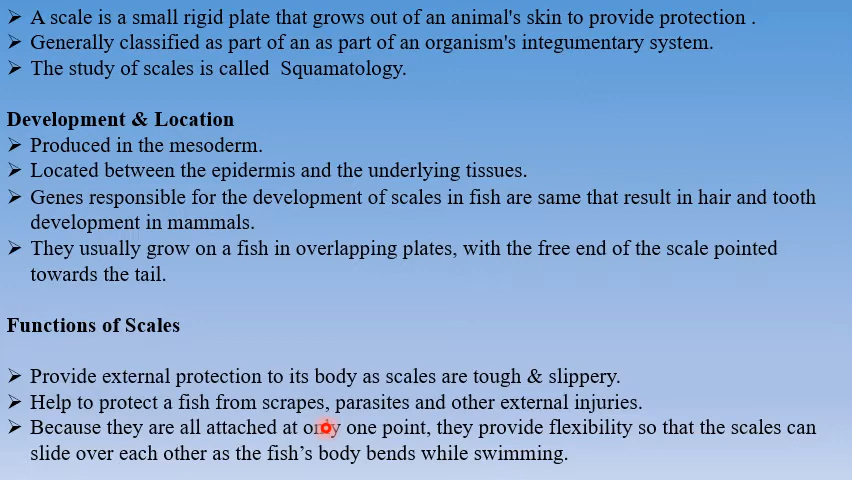 ➤ A scale is a small rigid plate that grows out of an animal's skin to provide protection .
➤ Generally classified as part of an as part of an organism's integumentary system.
➤ The study of scales is called  Squamatology.
Development & Location
➤ Produced in the mesoderm.
➤ Located between the epidermis and the underlying tissues.
➤ Genes responsible for the development of scales in fish are same that result in hair and tooth
development in mammals.
➤ They usually grow on a fish in overlapping plates, with the free end of the scale pointed
towards the tail.
Functions of Scales
➤ Provide external protection to its body as scales are tough & slippery.
➤ Help to protect a fish from scrapes, parasites and other external injuries.
➤ Because they are all attached at only one point, they provide flexibility so that the scales can
slide over each other as the fish’s body bends while swimming.